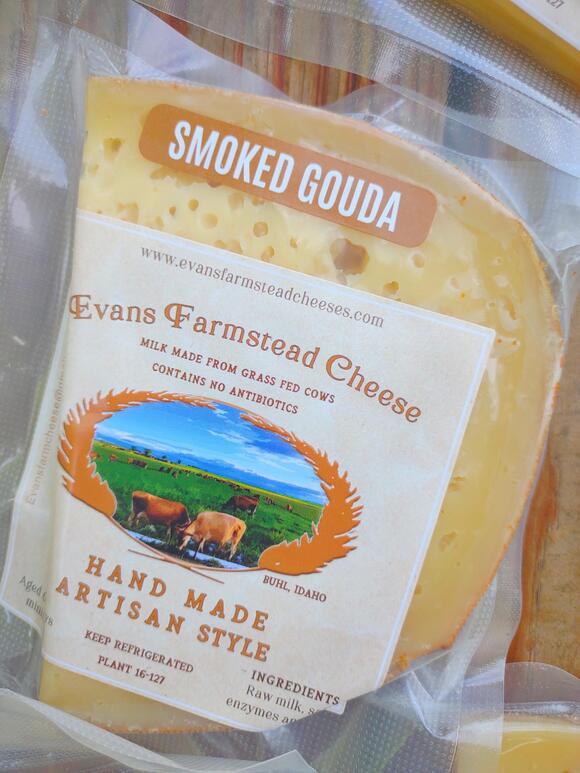 SMOKED GOUDA
www.evansfarmsteadcheeses.com
Evans Farmstead Cheese
MILK MADE FROM GRASS FED COWS
CONTAINS NO ANTIBIOTICS
BUHL, IDAHO
HAND MADE
ARTISAN STYLE
KEEP REFRIGERATED
PLANT 16-127
INGREDIENTS
Raw milk,
enzymes
Aged